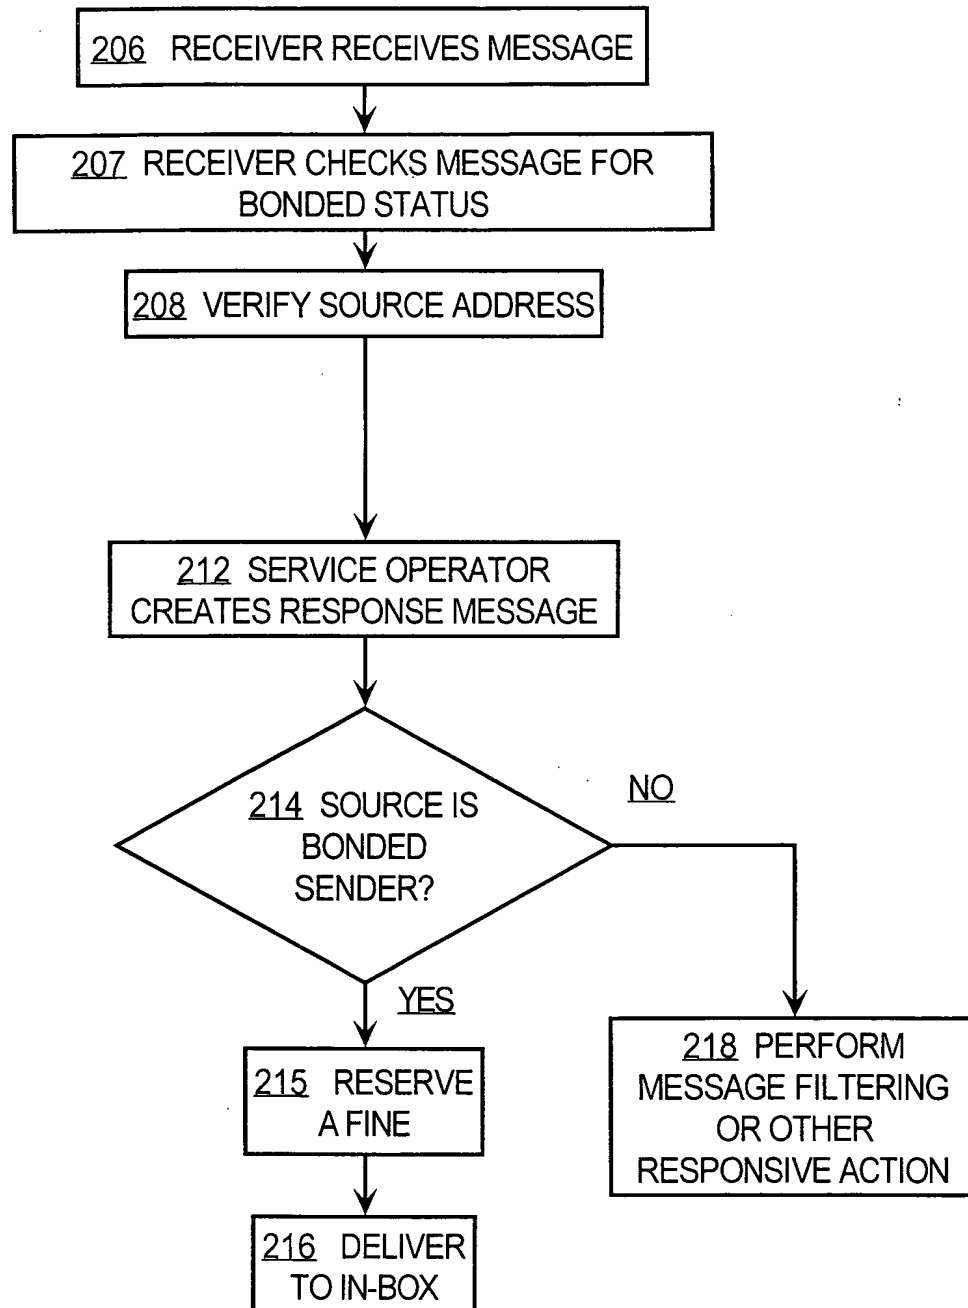 206 RECEIVER RECEIVES MESSAGE
207 RECEIVER CHECKS MESSAGE FOR
BONDED STATUS
208 VERIFY SOURCE ADDRESS
212 SERVICE OPERATOR
CREATES RESPONSE MESSAGE
214 SOURCE IS
BONDED
SENDER?
NO
YES
215 RESERVE
A FINE
218 PERFORM
MESSAGE FILTERING
OR OTHER
RESPONSIVE ACTION
216 DELIVER
TO IN-BOX